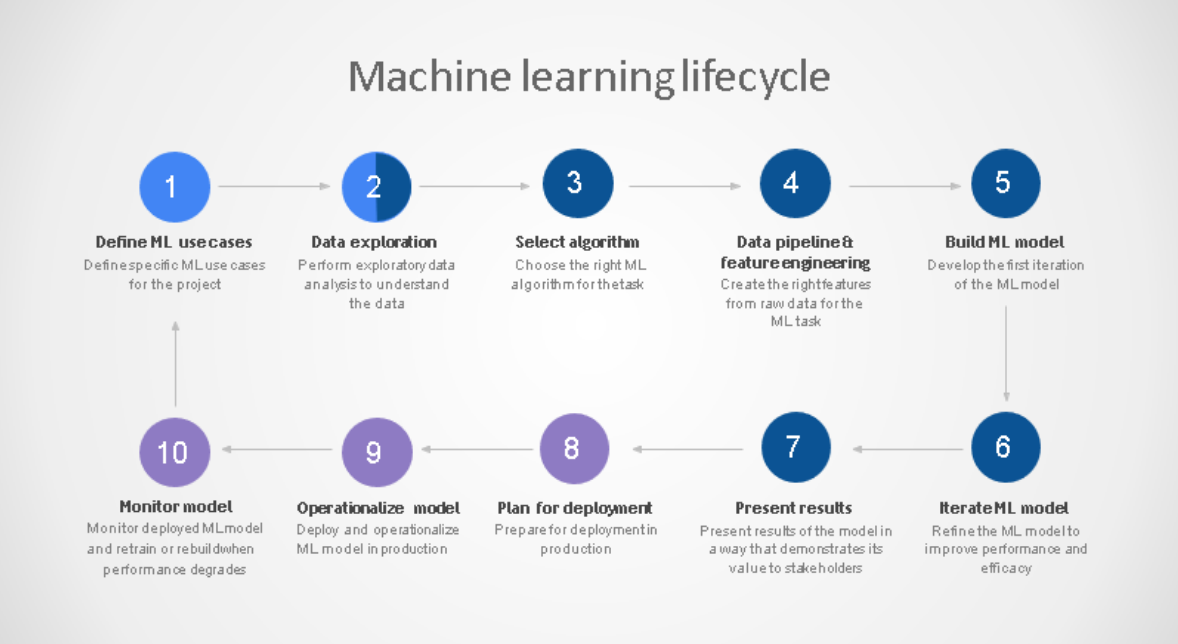 Machine learning lifecycle
1
Define ML use cases
Define specific ML use cases
for the project
2
Data exploration
Perform exploratory data
analysis to understand
the data
3
Select algorithm
Choose the right ML
algorithm for the task
4
Data pipeline &
feature engineering
Create the right features
from raw data for the
ML task
5
Build ML model
Develop the first iteration
of the ML model
6
Iterate ML model
Refine the ML model to
improve performance and
efficacy
7
Present results
Present results of the model in
a way that demonstrates its
value to stakeholders
8
Plan for deployment
Prepare for deployment in
production
9
Operationalize model
Deploy and operationalize
ML model in production
10
Monitor model
Monitor deployed ML model
and retrain or rebuild when
performance degrades